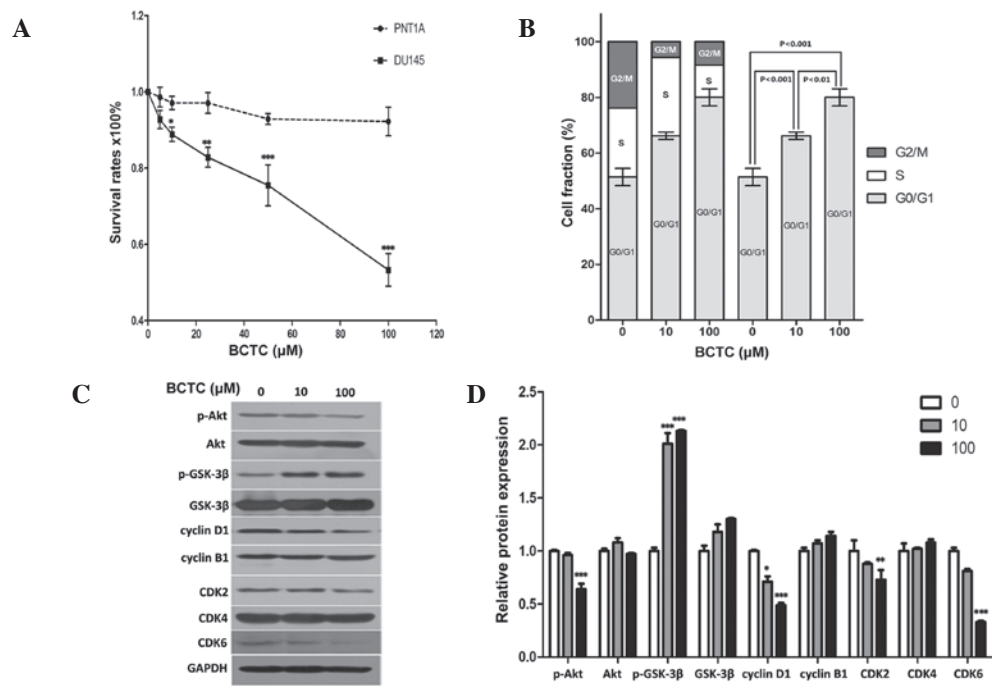 A
Survival rates x100%
1.2
1.0
0.8
0.6
0.4
PNT1A
DU145
*
**
***
***
0
20
40
60
80
100
120
BCTC (µM)
B
Cell fraction (%)
100
80
60
40
20
0
G2/M
S
G0/G1
G2/M
S
G0/G1
G2/M
S
G0/G1
G0/G1
G0/G1
G0/G1
P<0.001
P<0.001
P<0.01
G2/M
S
G0/G1
0
10
100
0
10
100
BCTC (µM)
C
BCTC (µM) 0 10 100
p-Akt
Akt
p-GSK-3β
GSK-3β
cyclin D1
cyclin B1
CDK2
CDK4
CDK6
GAPDH
D
Relative protein expression
2.5
2.0
1.5
1.0
0.5
0.0
0
10
100
***
***
***
*
***
**
***
p-Akt
Akt
p-GSK-3β
GSK-3β
cyclin D1
cyclin B1
CDK2
CDK4
CDK6